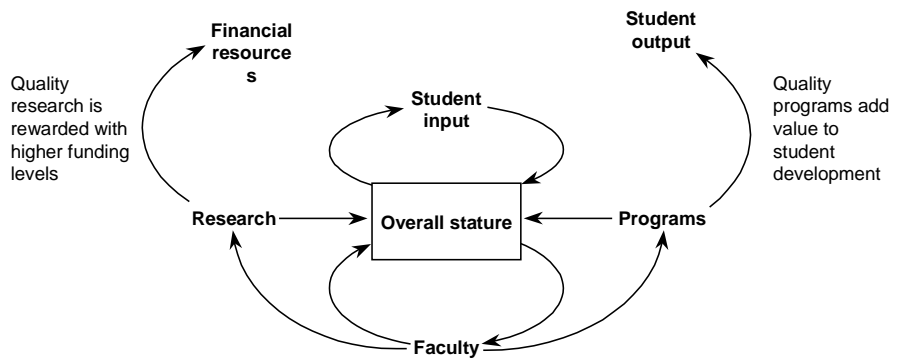 Financial
resource
s
Student
output
Quality
research is
rewarded with
higher funding
levels
Student
input
Quality
programs add
value to
student
development
Research
Overall stature
Programs
Faculty